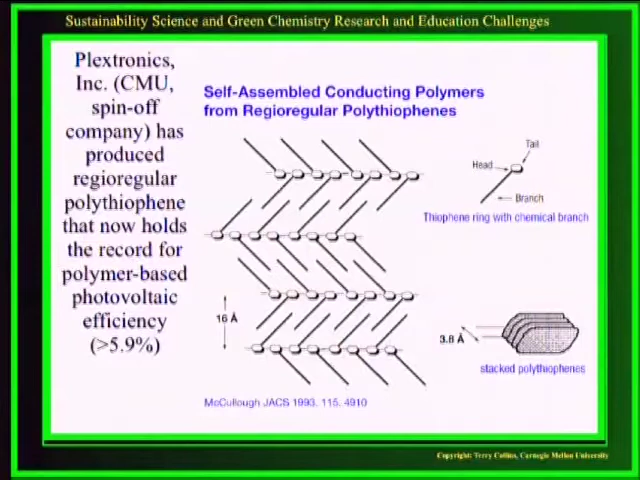 Sustainability Science and Green Chemistry Research and Education Challenges
Plextronics,
Inc. (CMU,
spin-off
company) has
produced
regioregular
polythiophene
that now holds
the record for
polymer-based
photovoltaic
efficiency
(>5.9%)
Self-Assembled Conducting Polymers
from Regioregular Polythiophenes
Tail
Head
Branch
Thiophene ring with chemical branch
16 Å
3.8 Å
stacked polythiophenes
McCullough JACS 1993, 115, 4910
Copyright: Terry Collins, Carnegie Mellon University